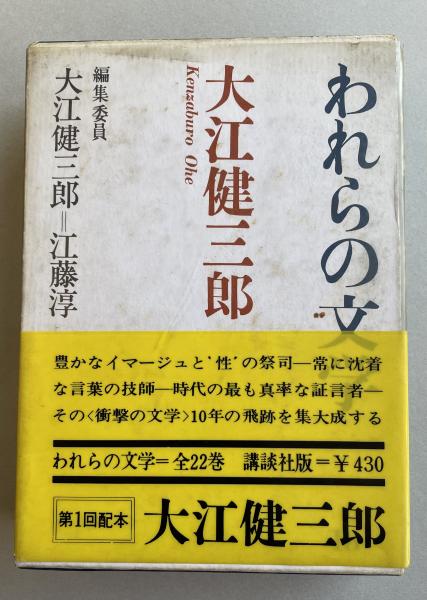 われらの文学
大江健三郎
Kenzaburo Ohe
編集委員
大江健三郎＝江藤淳
豊かなイマージュと‘性’の祭司―常に沈着
な言葉の技師―時代の最も真率な証言者―
その〈衝撃の文学〉10年の飛跡を集大成する
われらの文学＝全22巻　講談社版＝￥430
第1回配本
大江健三郎